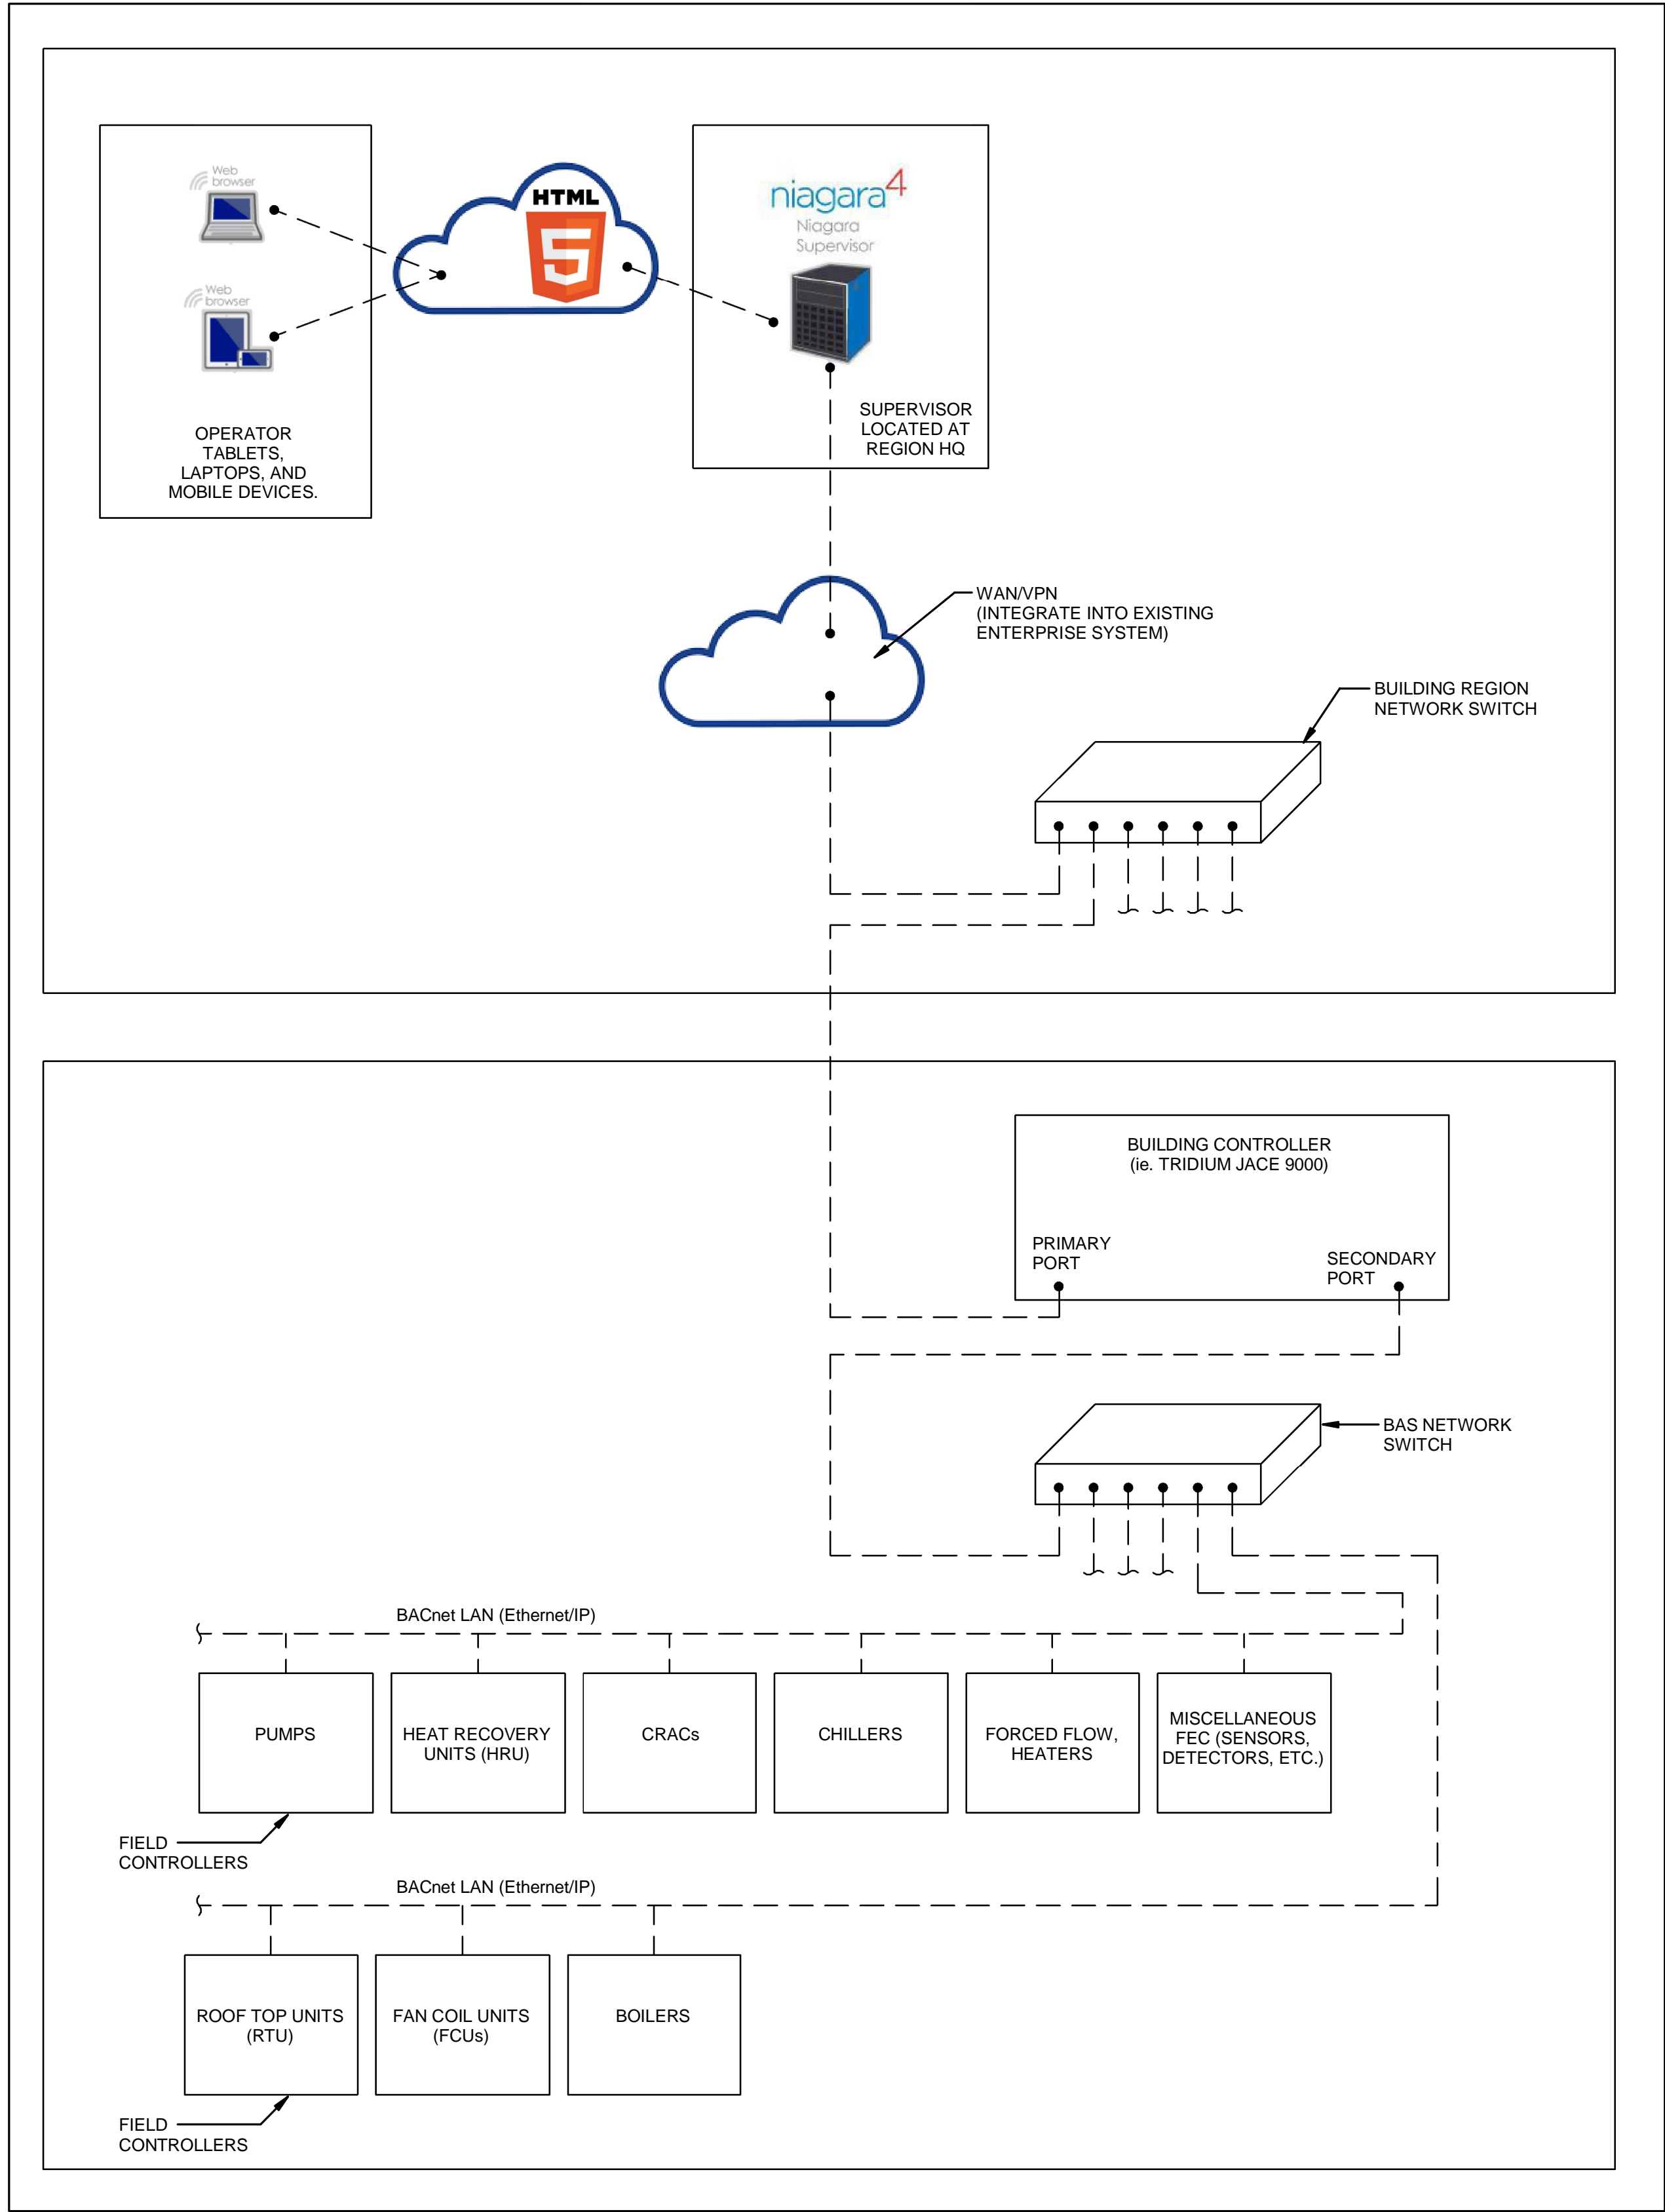 Web
browser
Web
browser
OPERATOR
TABLETS,
LAPTOPS, AND
MOBILE DEVICES.
HTML
5
niagara4
Niagara
Supervisor
SUPERVISOR
LOCATED AT
REGION HQ
WAN/VPN
(INTEGRATE INTO EXISTING
ENTERPRISE SYSTEM)
BUILDING REGION
NETWORK SWITCH
BUILDING CONTROLLER
(ie. TRIDIUM JACE 9000)
PRIMARY
PORT
SECONDARY
PORT
BAS NETWORK
SWITCH
BACnet LAN (Ethernet/IP)
PUMPS
HEAT RECOVERY
UNITS (HRU)
CRACs
CHILLERS
FORCED FLOW,
HEATERS
MISCELLANEOUS
FEC (SENSORS,
DETECTORS, ETC.)
FIELD
CONTROLLERS
BACnet LAN (Ethernet/IP)
ROOF TOP UNITS
(RTU)
FAN COIL UNITS
(FCUs)
BOILERS
FIELD
CONTROLLERS